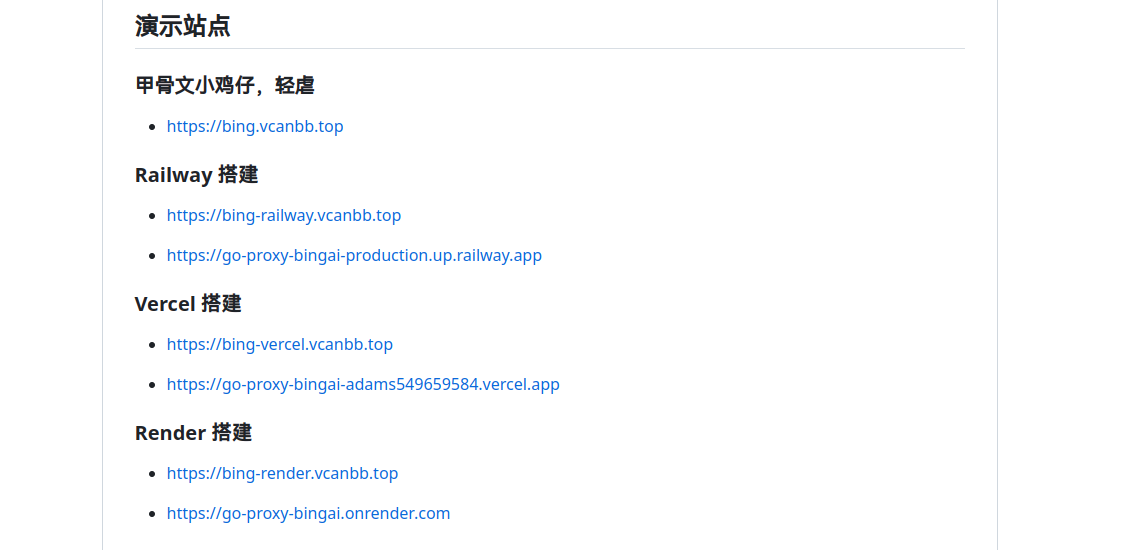 演示站点
甲骨文小鸡仔，轻虐
https://bing.vcanbb.top
Railway 搭建
https://bing-railway.vcanbb.top
https://go-proxy-bingai-production.up.railway.app
Vercel 搭建
https://bing-vercel.vcanbb.top
https://go-proxy-bingai-adams549659584.vercel.app
Render 搭建
https://bing-render.vcanbb.top
https://go-proxy-bingai.onrender.com